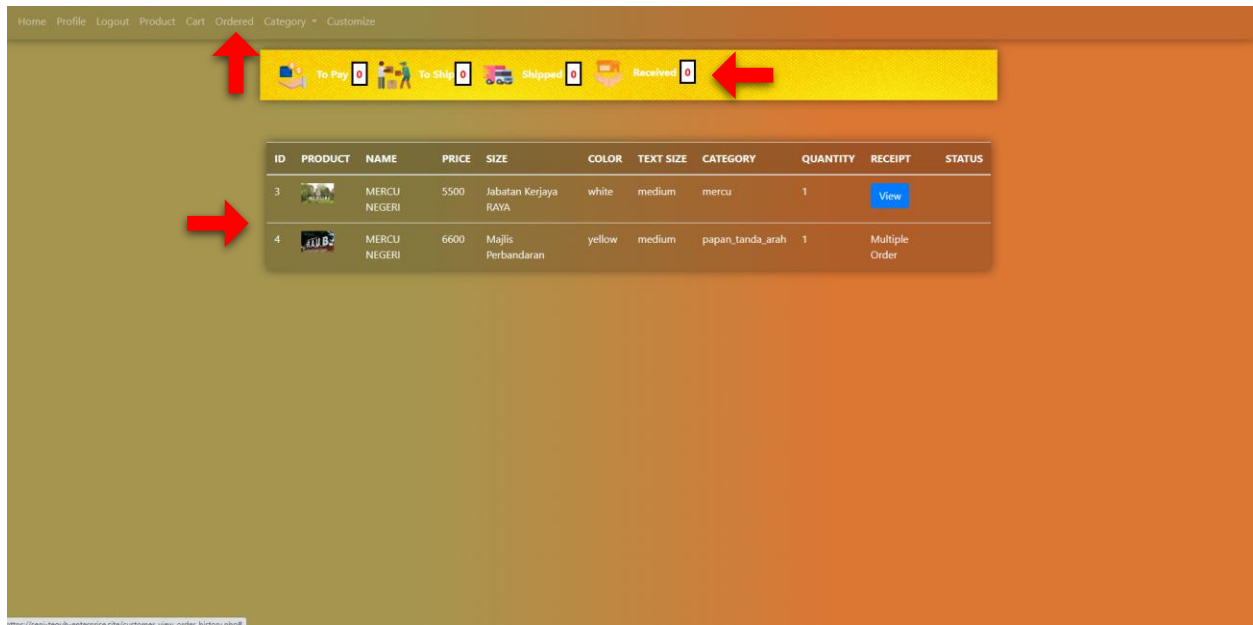 Home Profile Logout Product Cart Ordered Category Customize
To Pay 0 To Ship 0 Shipped 0 Received 0
ID PRODUCT NAME PRICE SIZE COLOR TEXT SIZE CATEGORY QUANTITY RECEIPT STATUS
3 MERCU 5500 Jabatan Kerjaya white medium mercu 1 View
NEGERI RAYA
4 MERCU 6600 Majlis yellow medium papan_tanda_arah 1 Multiple
NEGERI Perbandaran Order